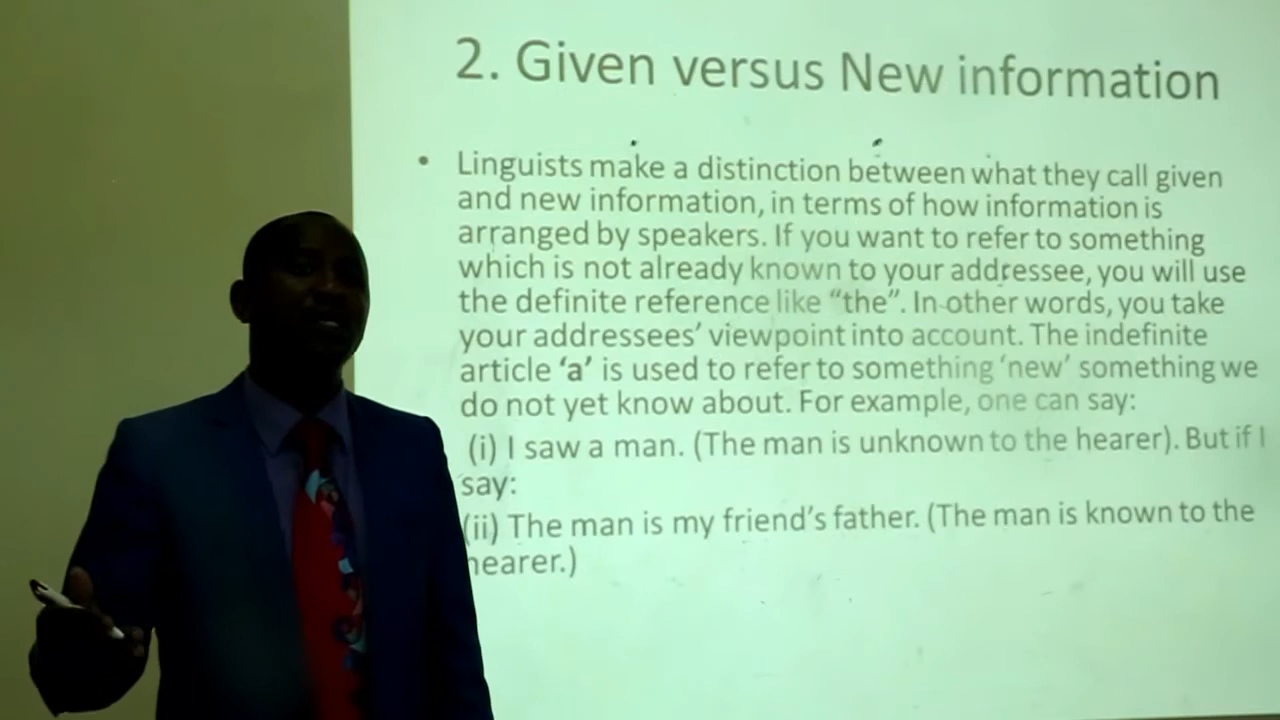 2. Given versus New information
• Linguists make a distinction between what they call given
and new information, in terms of how information is
arranged by speakers. If you want to refer to something
which is not already known to your addressee, you will use
the definite reference like “the”. In other words, you take
your addressees’ viewpoint into account. The indefinite
article ‘a’ is used to refer to something ‘new’ something we
do not yet know about. For example, one can say:
(i) I saw a man. (The man is unknown to the hearer). But if I
say:
(ii) The man is my friend’s father. (The man is known to the
hearer.)